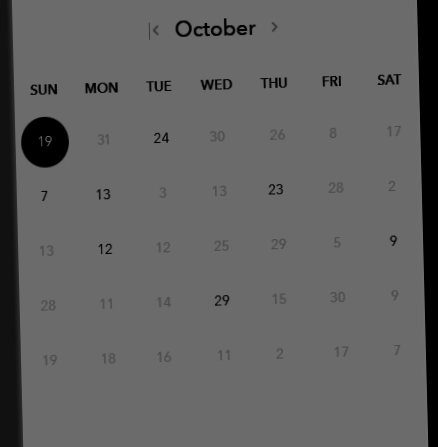 < October >
SUN MON TUE WED THU FRI SAT
19 31 24 30 26 8 17
7 13 3 13 23 28 2
13 12 12 25 29 5 9
28 11 14 29 15 30 9
19 18 16 11 2 17 7